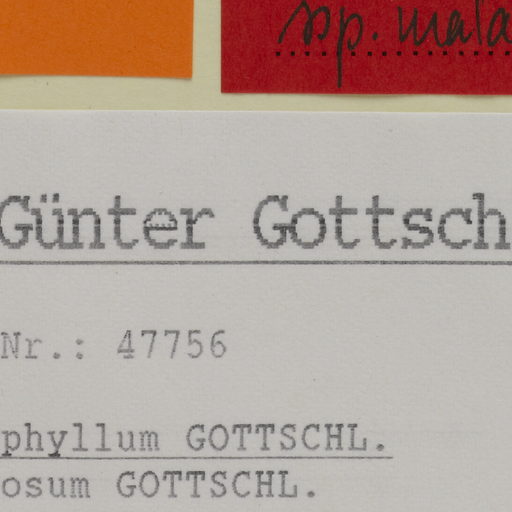 sp. mala
Günter Gottsch
Nr.: 47756
phyllum GOTTSCHL.
osum GOTTSCHL.